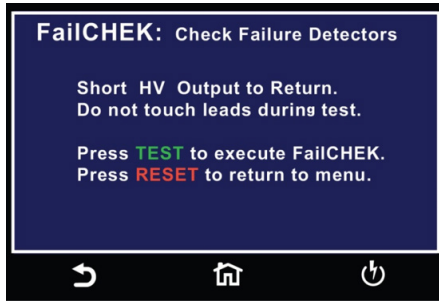 FailCHEK: Check Failure Detectors
Short HV Output to Return.
Do not touch leads during test.
Press TEST to execute FailCHEK.
Press RESET to return to menu.